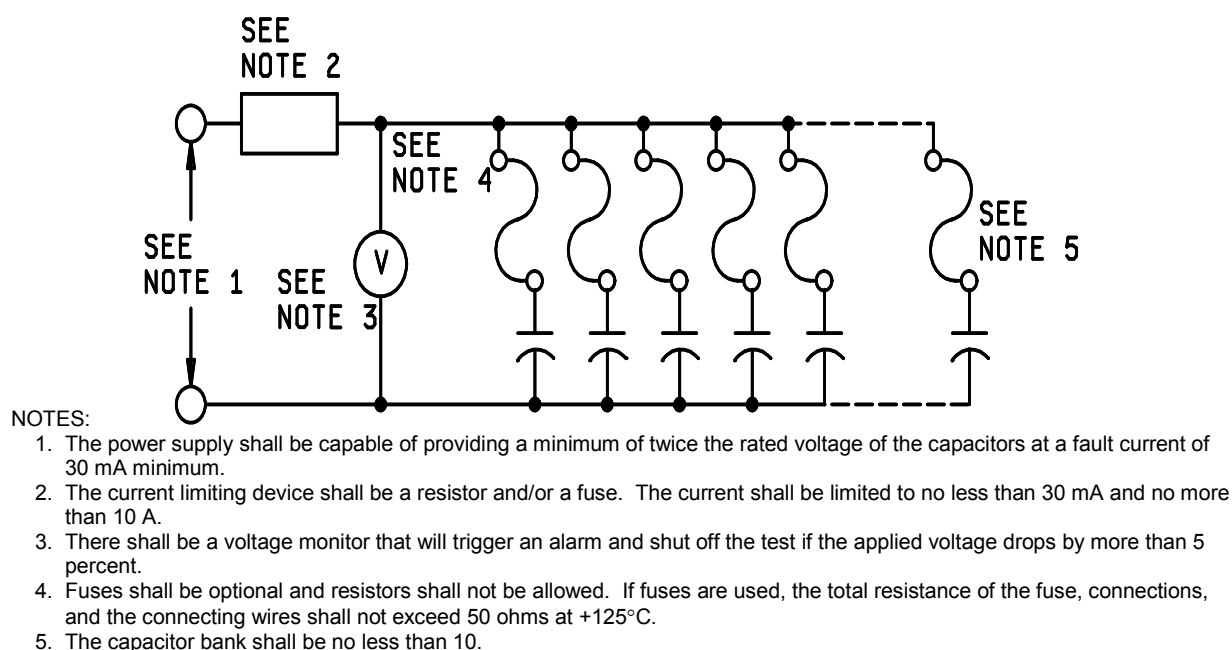 SEE
NOTE 2
SEE
NOTE 4
SEE
NOTE 1
SEE
NOTE 3
V
SEE
NOTE 5
NOTES:
1. The power supply shall be capable of providing a minimum of twice the rated voltage of the capacitors at a fault current of
30 mA minimum.
2. The current limiting device shall be a resistor and/or a fuse. The current shall be limited to no less than 30 mA and no more
than 10 A.
3. There shall be a voltage monitor that will trigger an alarm and shut off the test if the applied voltage drops by more than 5
percent.
4. Fuses shall be optional and resistors shall not be allowed. If fuses are used, the total resistance of the fuse, connections,
and the connecting wires shall not exceed 50 ohms at +125°C.
5. The capacitor bank shall be no less than 10.